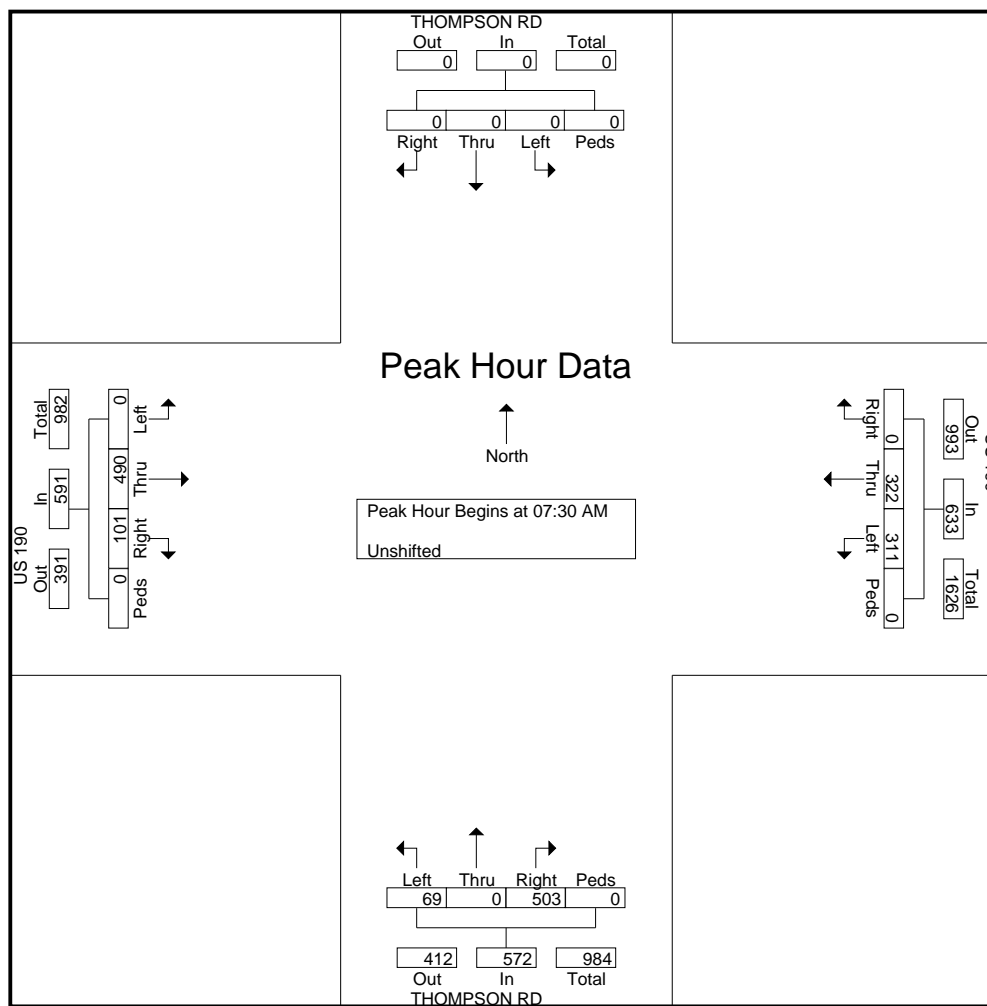 THOMPSON RD
Out In Total
0 0 0
0 0 0 0
Right Thru Left Peds
Peak Hour Data
North
Peak Hour Begins at 07:30 AM
Unshifted
US 190
Out In Total
391 591 982
Peds Right Thru Left
0 101 490 0
Out In Total
993 633 1626
Right Thru Left Peds
0 322 311 0
Left Thru Right Peds
69 0 503 0
412 572 984
Out In Total
THOMPSON RD